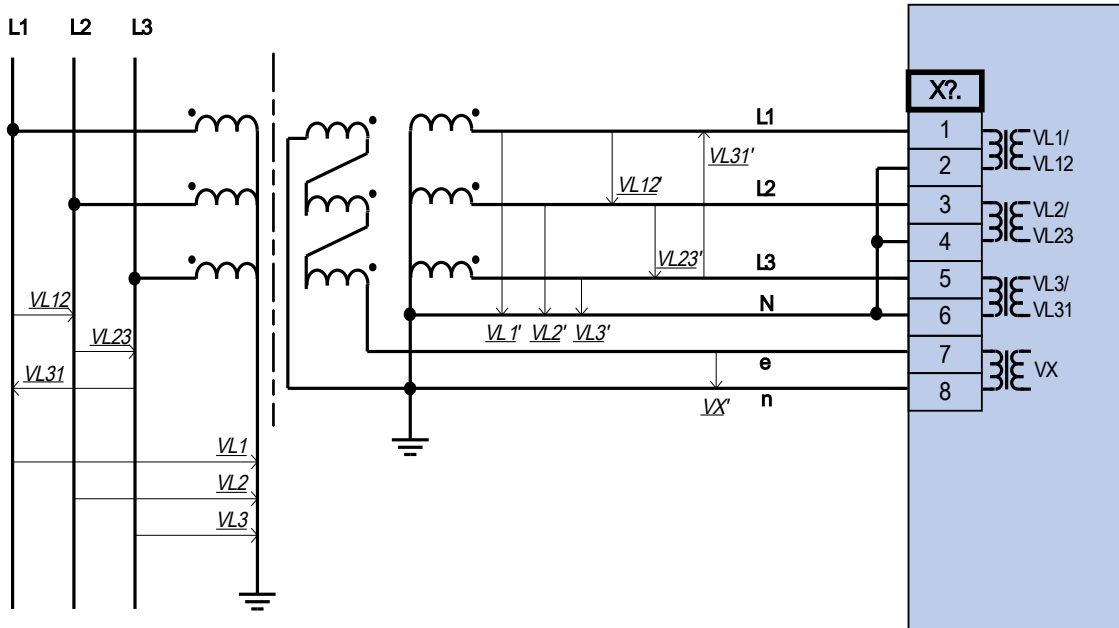 L1 L2 L3
X?.
L1
1
VL1/
VL31'
2
VL12
VL12'
L2
3
VL2/
4
VL23
VL23'
L3
5
VL3/
VL12
N
6
VL31
VL1' VL2' VL3'
VL23
7
e
VX
VL31
8
n
VX'
VL1
VL2
VL3